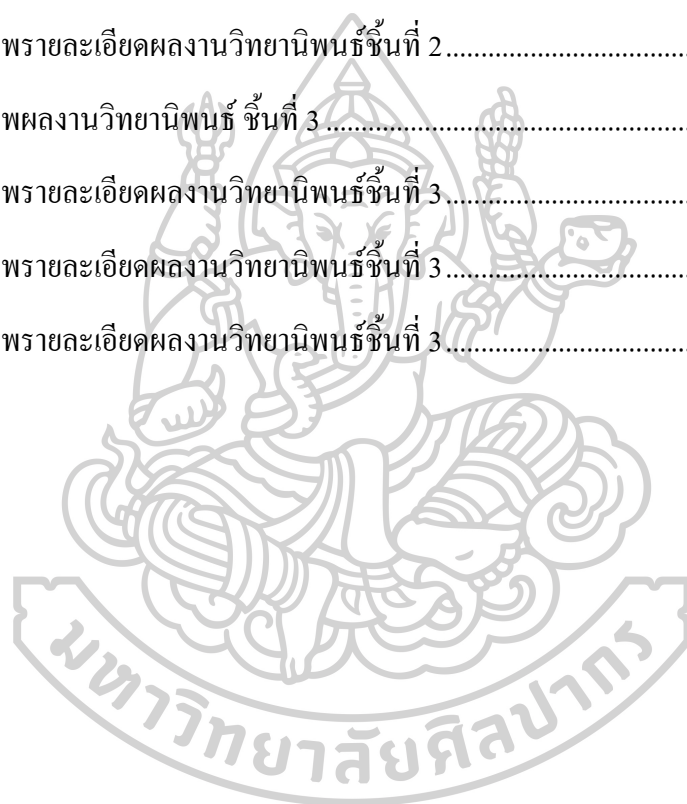 พรายละเอียดผลงานวิทยานิพนธ์ชิ้นที่ 2
พผลงานวิทยานิพนธ์ ชิ้นที่ 3
พรายละเอียดผลงานวิทยานิพนธ์ชิ้นที่ 3
พรายละเอียดผลงานวิทยานิพนธ์ชิ้นที่ 3
พรายละเอียดผลงานวิทยานิพนธ์ชิ้นที่ 3
มหาวิทยาลัยศิลปากร